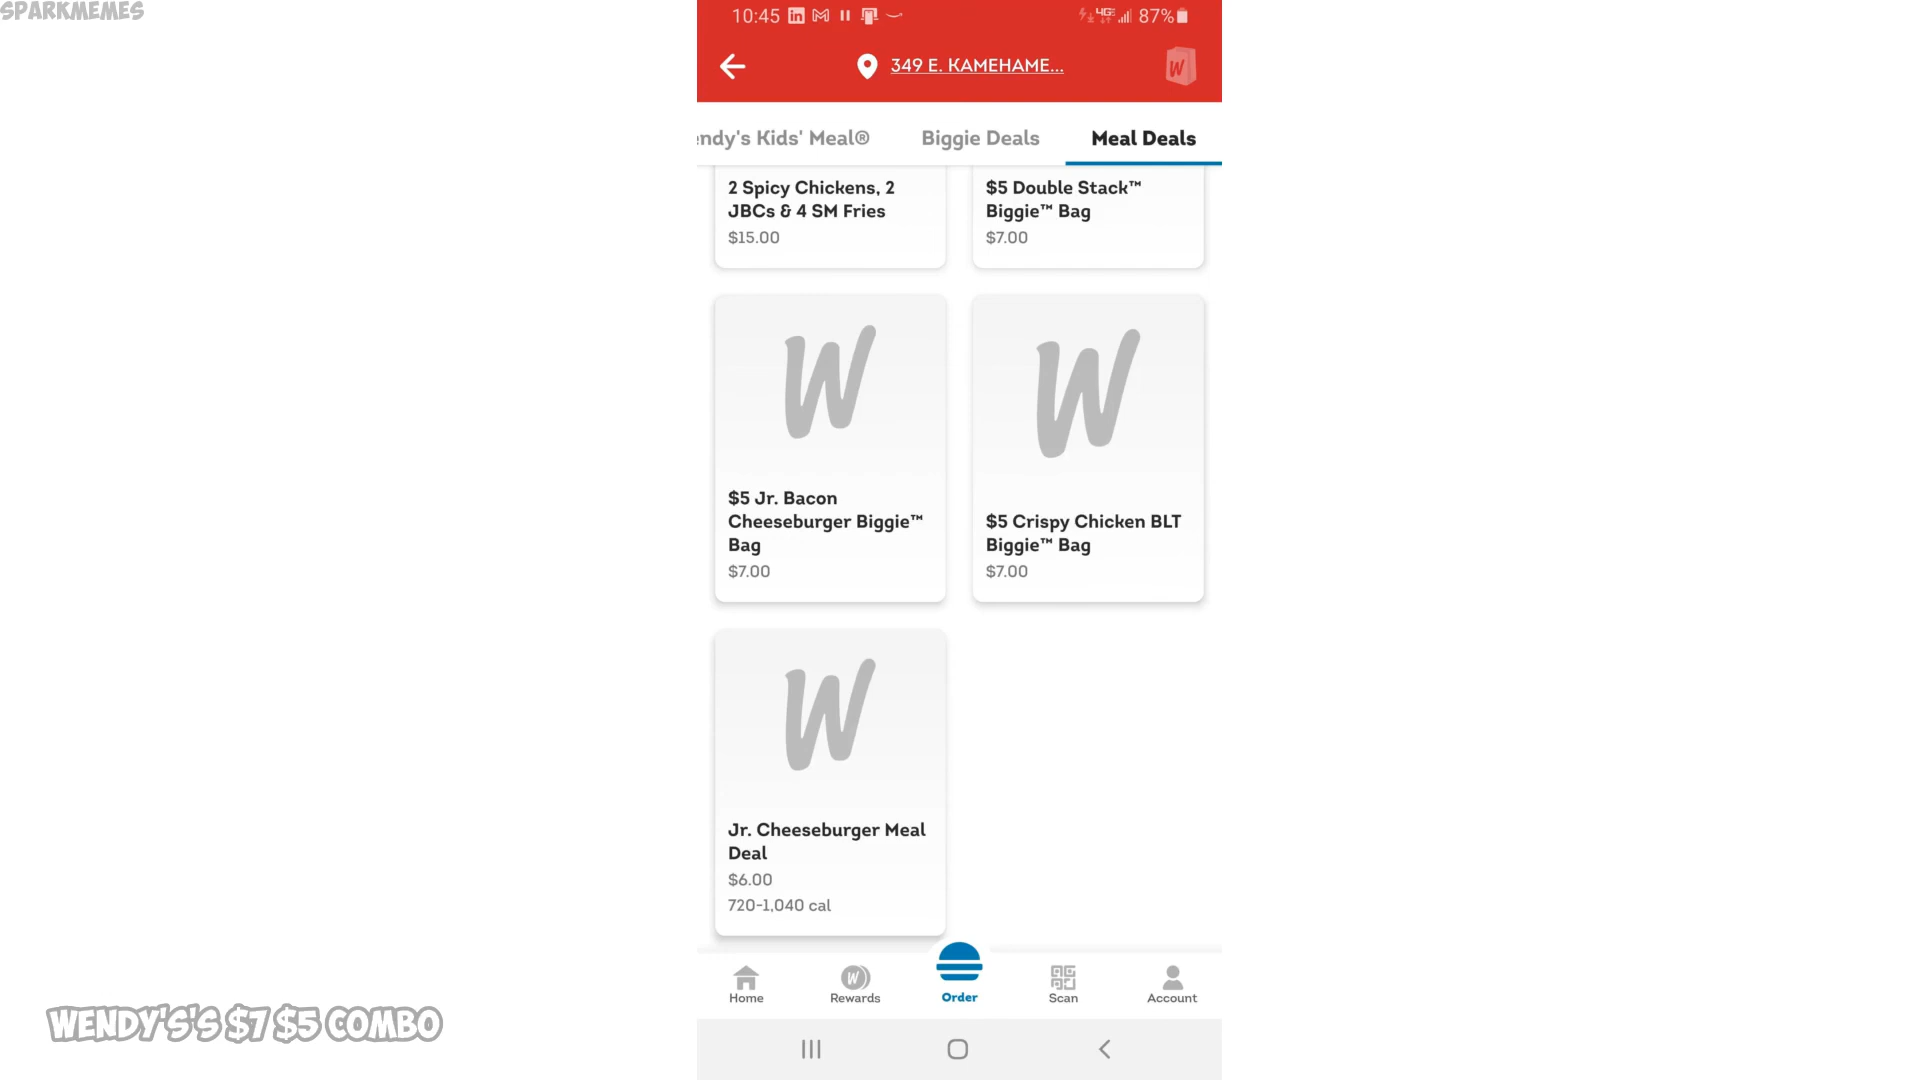 SPARKMEMES
10:45
4G
87%
349 E. KAMEHAME...
W
endy's Kids' Meal®
Biggie Deals
Meal Deals
2 Spicy Chickens, 2
JBCs & 4 SM Fries
$15.00
$5 Double Stack™
Biggie™ Bag
$7.00
W
$5 Jr. Bacon
Cheeseburger Biggie™
Bag
$7.00
W
$5 Crispy Chicken BLT
Biggie™ Bag
$7.00
W
Jr. Cheeseburger Meal
Deal
$6.00
720-1,040 cal
Home
Rewards
Order
Scan
Account
WENDY'S'S $7 $5 COMBO